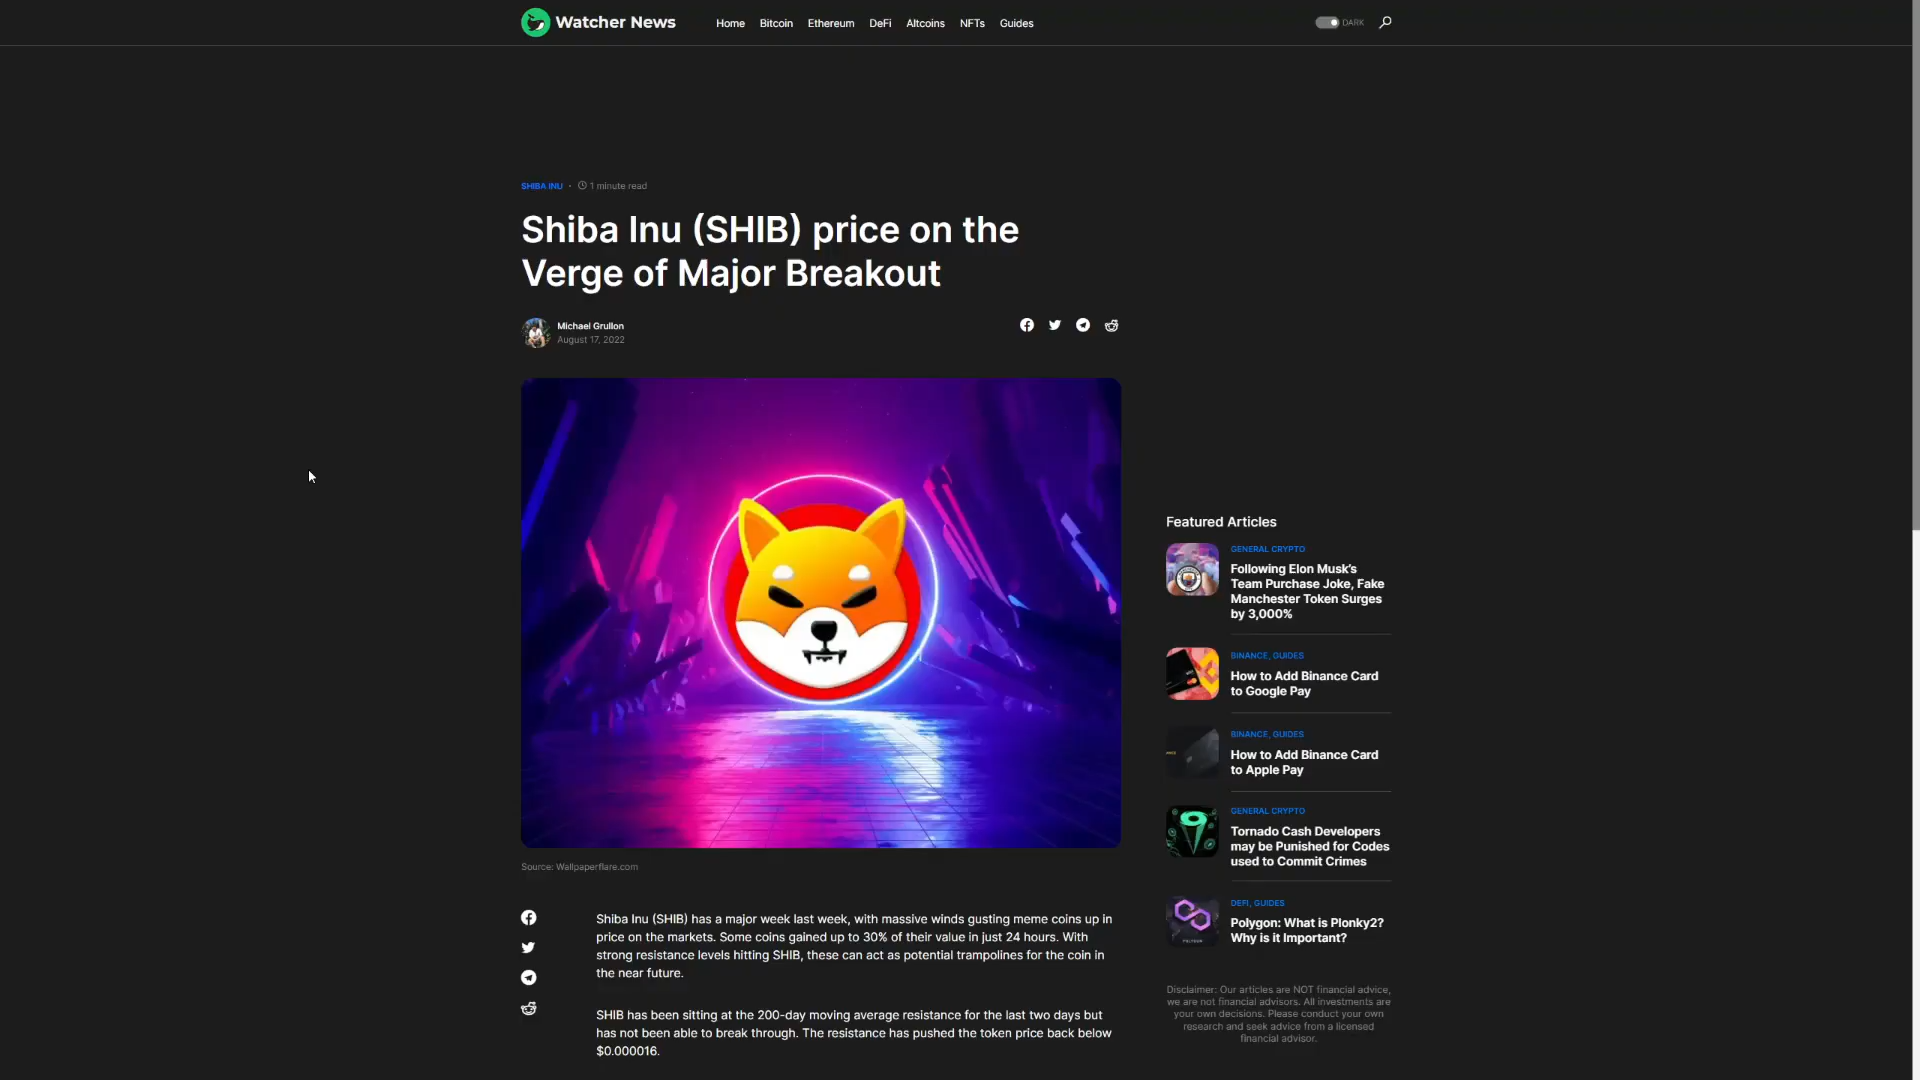 Watcher News
Home Bitcoin Ethereum DeFi Altcoins NFTs Guides
DARK
SHIBA INU · 1 minute read
Shiba Inu (SHIB) price on the
Verge of Major Breakout
Michael Grullon
August 17, 2022
Source: Wallpaperflare.com
Shiba Inu (SHIB) has a major week last week, with massive winds gusting meme coins up in
price on the markets. Some coins gained up to 30% of their value in just 24 hours. With
strong resistance levels hitting SHIB, these can act as potential trampolines for the coin in
the near future.
SHIB has been sitting at the 200-day moving average resistance for the last two days but
has not been able to break through. The resistance has pushed the token price back below
$0.000016.
Featured Articles
GENERAL CRYPTO
Following Elon Musk's
Team Purchase Joke, Fake
Manchester Token Surges
by 3,000%
BINANCE, GUIDES
How to Add Binance Card
to Google Pay
BINANCE, GUIDES
How to Add Binance Card
to Apple Pay
GENERAL CRYPTO
Tornado Cash Developers
may be Punished for Codes
used to Commit Crimes
POLYGON
DEFI, GUIDES
Polygon: What is Plonky2?
Why is it Important?
Disclaimer: Our articles are NOT financial advice,
we are not financial advisors. All investments are
your own decisions. Please conduct your own
research and seek advice from a licensed
financial advisor.